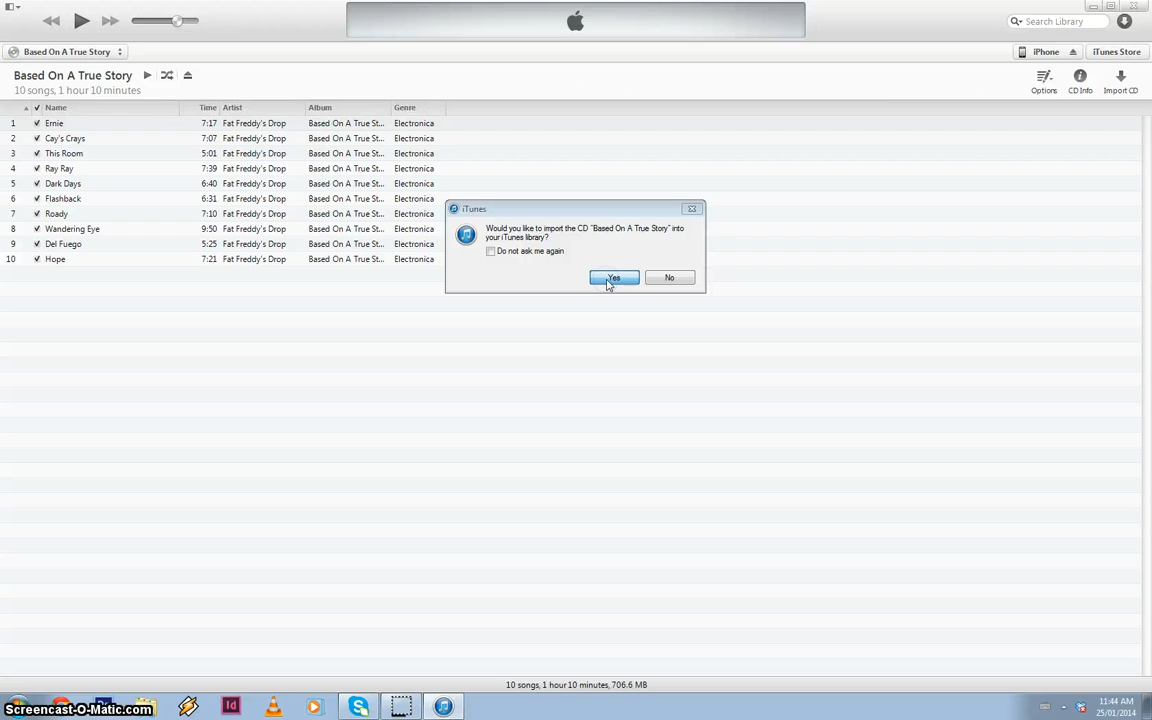 Search Library
Based On A True Story
iPhone
iTunes Store
Based On A True Story
10 songs, 1 hour 10 minutes
Options
CD Info
Import CD
Name Time Artist Album Genre
1 Ernie 7:17 Fat Freddy's Drop Based On A True St... Electronica
2 Cay's Crays 7:07 Fat Freddy's Drop Based On A True St... Electronica
3 This Room 5:01 Fat Freddy's Drop Based On A True St... Electronica
4 Ray Ray 7:39 Fat Freddy's Drop Based On A True St... Electronica
5 Dark Days 6:40 Fat Freddy's Drop Based On A True St... Electronica
6 Flashback 6:31 Fat Freddy's Drop Based On A True St... Electronica
7 Roady 7:10 Fat Freddy's Drop Based On A True St... Electronica
8 Wandering Eye 9:50 Fat Freddy's Drop Based On A True St... Electronica
9 Del Fuego 5:25 Fat Freddy's Drop Based On A True St... Electronica
10 Hope 7:21 Fat Freddy's Drop Based On A True St... Electronica
iTunes
Would you like to import the CD "Based On A True Story" into
your iTunes library?
Do not ask me again
Yes
No
10 songs, 1 hour 10 minutes, 706.6 MB
Id
Screencast-O-Matic.com
11:44 AM
25/01/2014